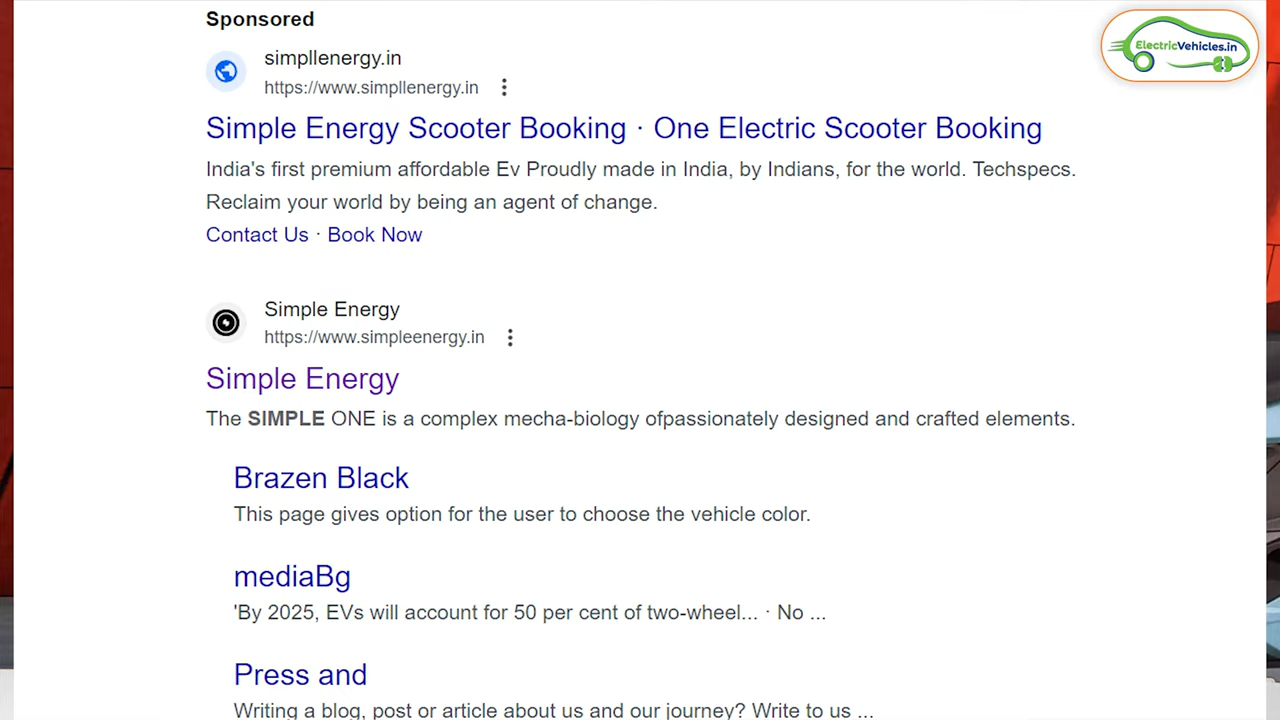 Sponsored
simpllenergy.in
https://www.simpllenergy.in
Simple Energy Scooter Booking · One Electric Scooter Booking
India's first premium affordable Ev Proudly made in India, by Indians, for the world. Techspecs.
Reclaim your world by being an agent of change.
Contact Us · Book Now
Simple Energy
https://www.simpleenergy.in
Simple Energy
The SIMPLE ONE is a complex mecha-biology ofpassionately designed and crafted elements.
Brazen Black
This page gives option for the user to choose the vehicle color.
mediaBg
'By 2025, EVs will account for 50 per cent of two-wheel... · No ...
Press and
Writing a blog, post or article about us and our journey? Write to us ...
ElectricVehicles.in